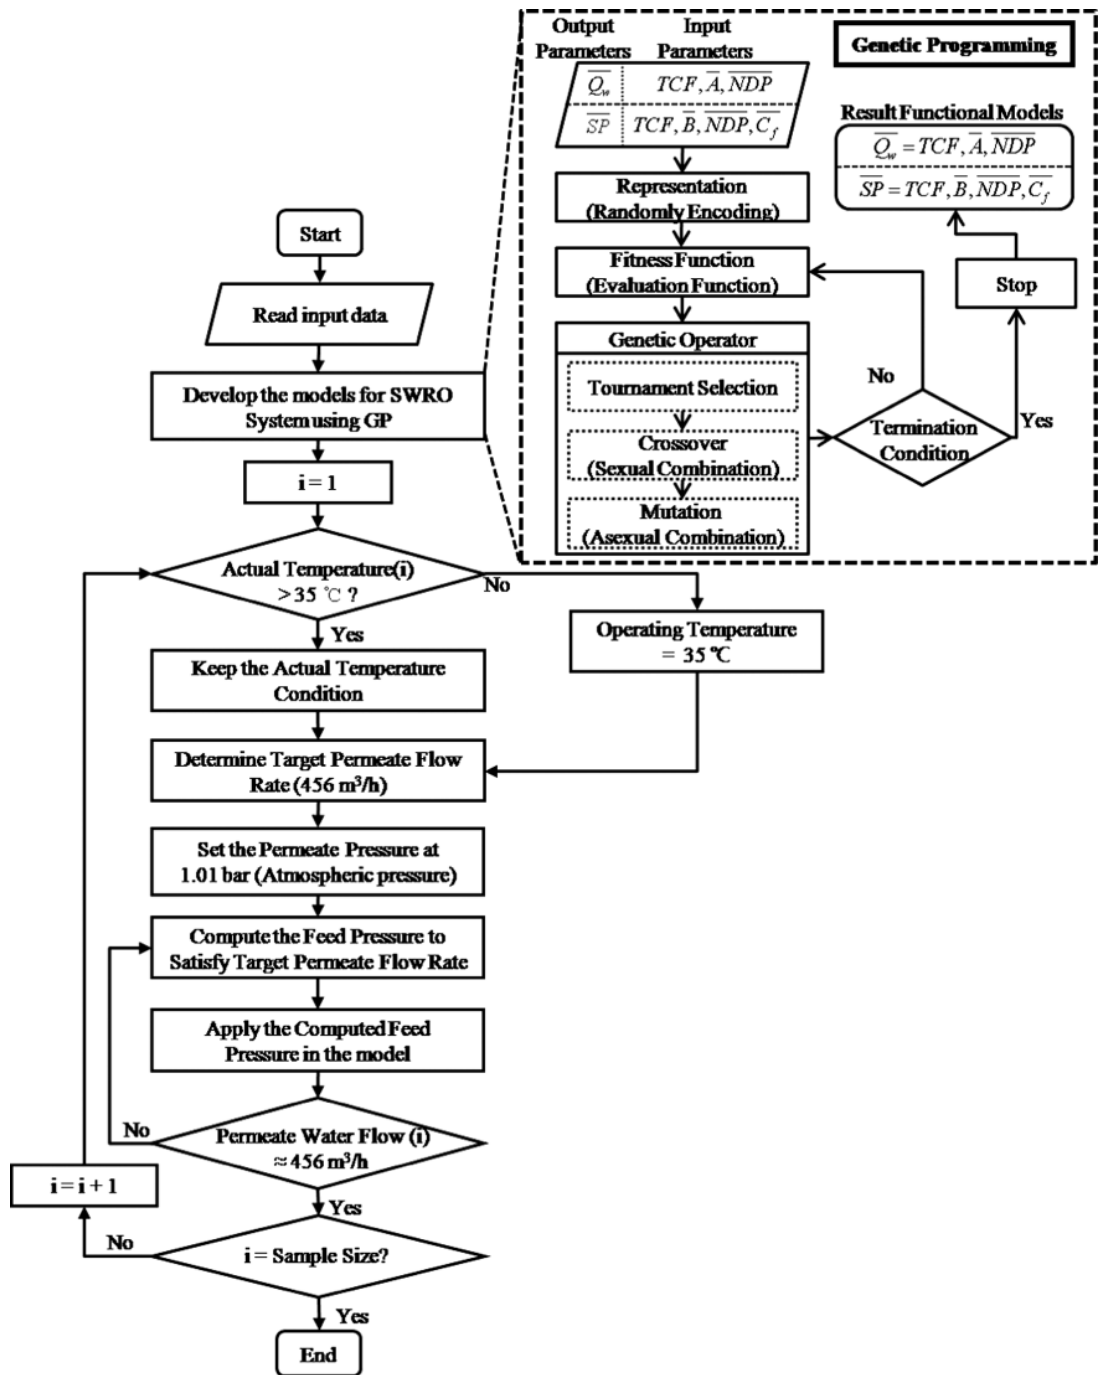 Output
Parameters
Input
Parameters
Genetic Programming
Q̅w TCF, A̅, N̅D̅P̅
S̅P̅ TCF, B̅, N̅D̅P̅, C̅f
Result Functional Models
Q̅w = TCF, A̅, N̅D̅P̅
S̅P̅ = TCF, B̅, N̅D̅P̅, C̅f
Representation
(Randomly Encoding)
Fitness Function
(Evaluation Function)
Stop
Genetic Operator
Tournament Selection
Crossover
(Sexual Combination)
Mutation
(Asexual Combination)
No
Termination
Condition
Yes
Start
Read input data
Develop the models for SWRO
System using GP
i = 1
Actual Temperature(i)
> 35 ℃ ?
No
Operating Temperature
= 35 ℃
Yes
Keep the Actual Temperature
Condition
Determine Target Permeate Flow
Rate (456 m³/h)
Set the Permeate Pressure at
1.01 bar (Atmospheric pressure)
Compute the Feed Pressure to
Satisfy Target Permeate Flow Rate
Apply the Computed Feed
Pressure in the model
No
Permeate Water Flow (i)
≈ 456 m³/h
i = i + 1
Yes
No
i = Sample Size?
Yes
End